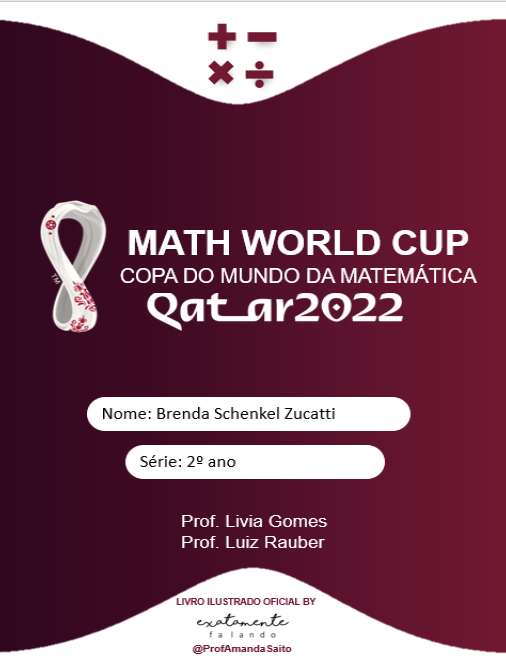 MATH WORLD CUP
COPA DO MUNDO DA MATEMÁTICA
Qatar2022
TM
Nome: Brenda Schenkel Zucatti
Série: 2º ano
Prof. Livia Gomes
Prof. Luiz Rauber
LIVRO ILUSTRADO OFICIAL BY
exatamente
falando
@ProfAmandaSaito